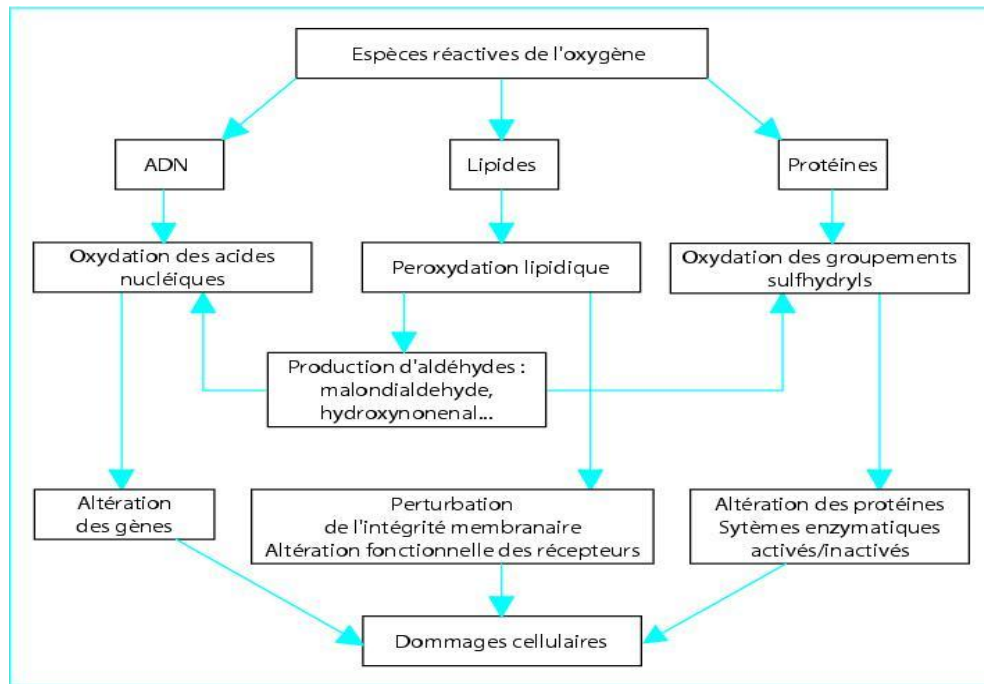 Espèces réactives de l'oxygène
ADN
Lipides
Protéines
Oxydation des acides
nucléiques
Peroxydation lipidique
Oxydation des groupements
sulfhydryls
Production d'aldéhydes :
malondialdehyde,
hydroxynonenal...
Altération
des gènes
Perturbation
de l'intégrité membranaire
Altération fonctionnelle des récepteurs
Altération des protéines
Sytèmes enzymatiques
activés/inactivés
Dommages cellulaires